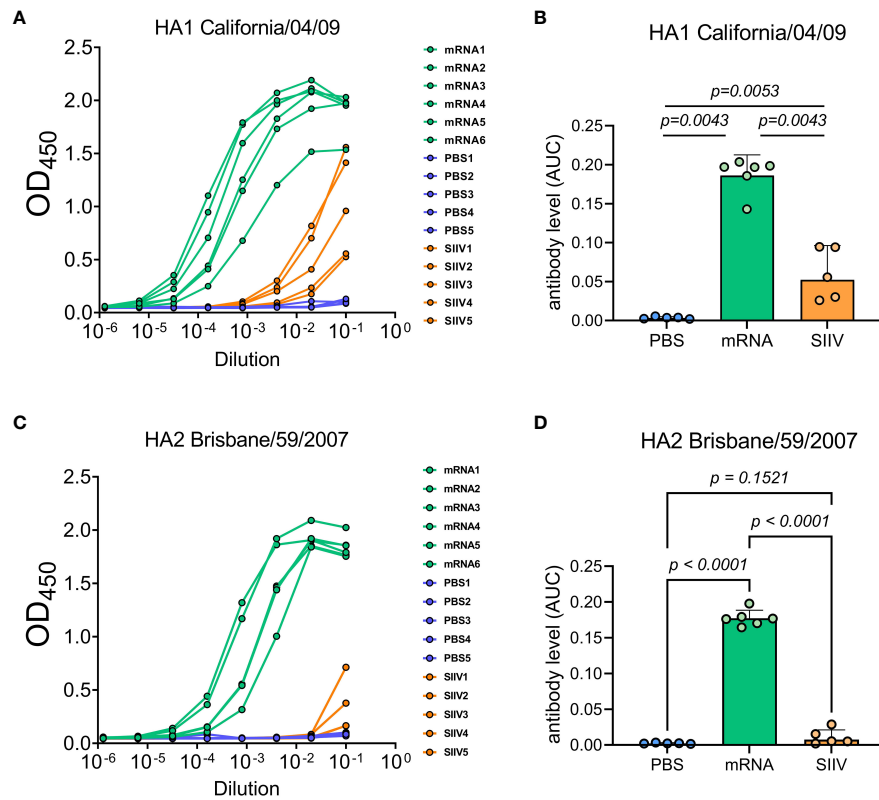 A
HA1 California/04/09
OD450
2.5
2.0
1.5
1.0
0.5
0.0
10-6 10-5 10-4 10-3 10-2 10-1 100
Dilution
mRNA1
mRNA2
mRNA3
mRNA4
mRNA5
mRNA6
PBS1
PBS2
PBS3
PBS4
PBS5
SIIV1
SIIV2
SIIV3
SIIV4
SIIV5
B
HA1 California/04/09
p=0.0053
p=0.0043 p=0.0043
antibody level (AUC)
0.25
0.20
0.15
0.10
0.05
0.00
PBS mRNA SIIV
C
HA2 Brisbane/59/2007
OD450
2.5
2.0
1.5
1.0
0.5
0.0
10-6 10-5 10-4 10-3 10-2 10-1 100
Dilution
mRNA1
mRNA2
mRNA3
mRNA4
mRNA5
mRNA6
PBS1
PBS2
PBS3
PBS4
PBS5
SIIV1
SIIV2
SIIV3
SIIV4
SIIV5
D
HA2 Brisbane/59/2007
p = 0.1521
p < 0.0001
p < 0.0001
antibody level (AUC)
0.25
0.20
0.15
0.10
0.05
0.00
PBS mRNA SIIV